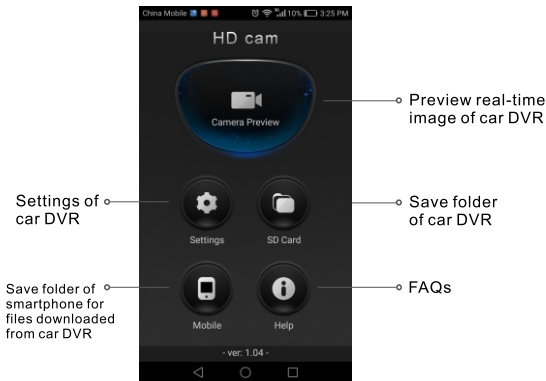 China Mobile 3G 10% 3:25 PM
HD cam
Camera Preview
Preview real-time
image of car DVR
Settings of
car DVR
Settings
SD Card
Save folder
of car DVR
Save folder of
smartphone for
files downloaded
from car DVR
Mobile
Help
FAQs
- ver: 1.04 -